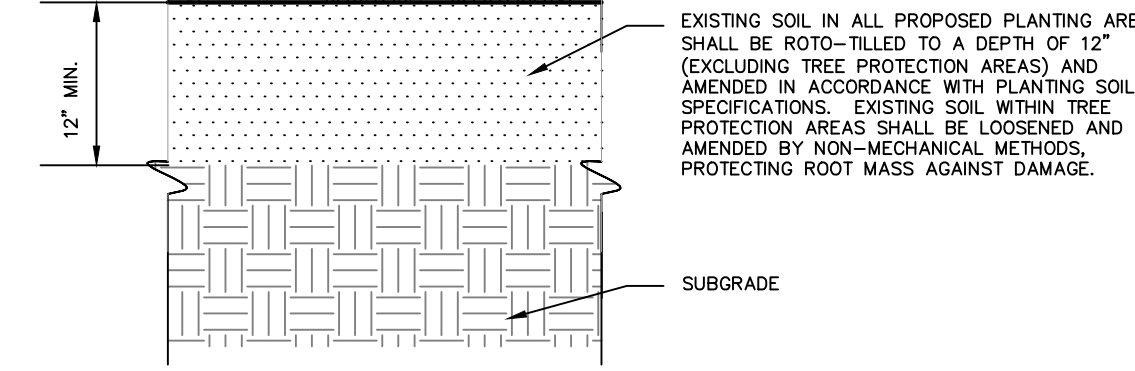 12" MIN.
EXISTING SOIL IN ALL PROPOSED PLANTING ARE
SHALL BE ROTO-TILLED TO A DEPTH OF 12"
(EXCLUDING TREE PROTECTION AREAS) AND
AMENDED IN ACCORDANCE WITH PLANTING SOIL
SPECIFICATIONS. EXISTING SOIL WITHIN TREE
PROTECTION AREAS SHALL BE LOOSENED AND
AMENDED BY NON-MECHANICAL METHODS,
PROTECTING ROOT MASS AGAINST DAMAGE.
SUBGRADE